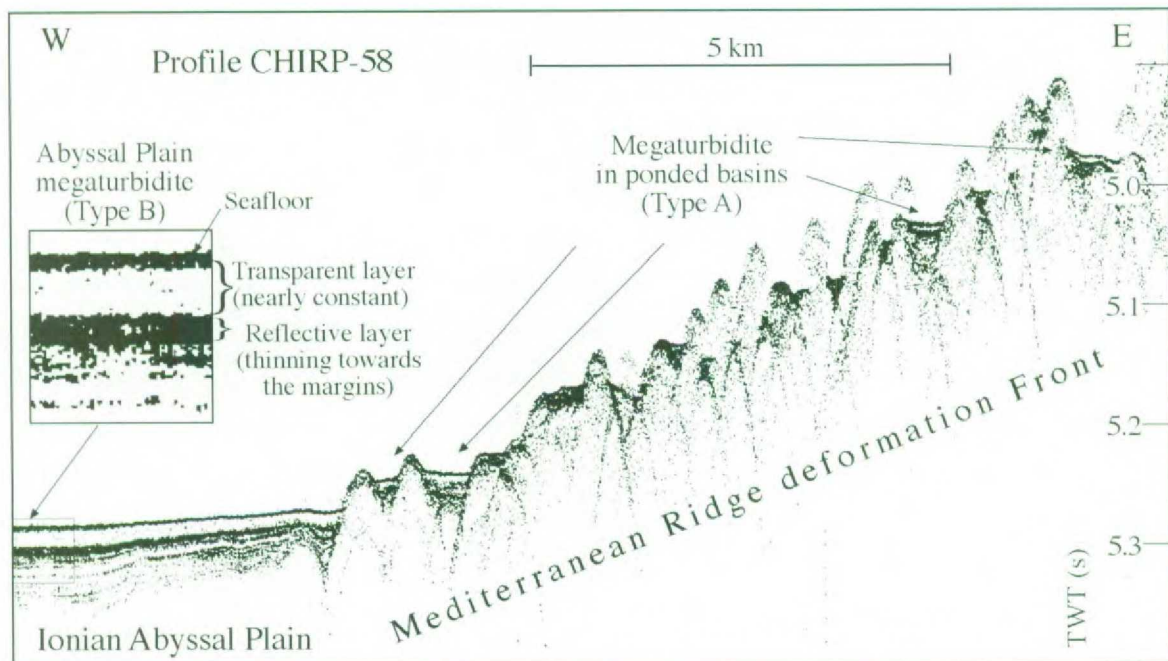 W
E
Profile CHIRP-58
5 km
Abyssal Plain
megaturbidite
(Type B)
Seafloor
Transparent layer
(nearly constant)
Reflective layer
(thinning towards
the margins)
Megaturbidite
in ponded basins
(Type A)
5.0
5.1
5.2
5.3
TWT (s)
Mediterranean Ridge deformation Front
Ionian Abyssal Plain